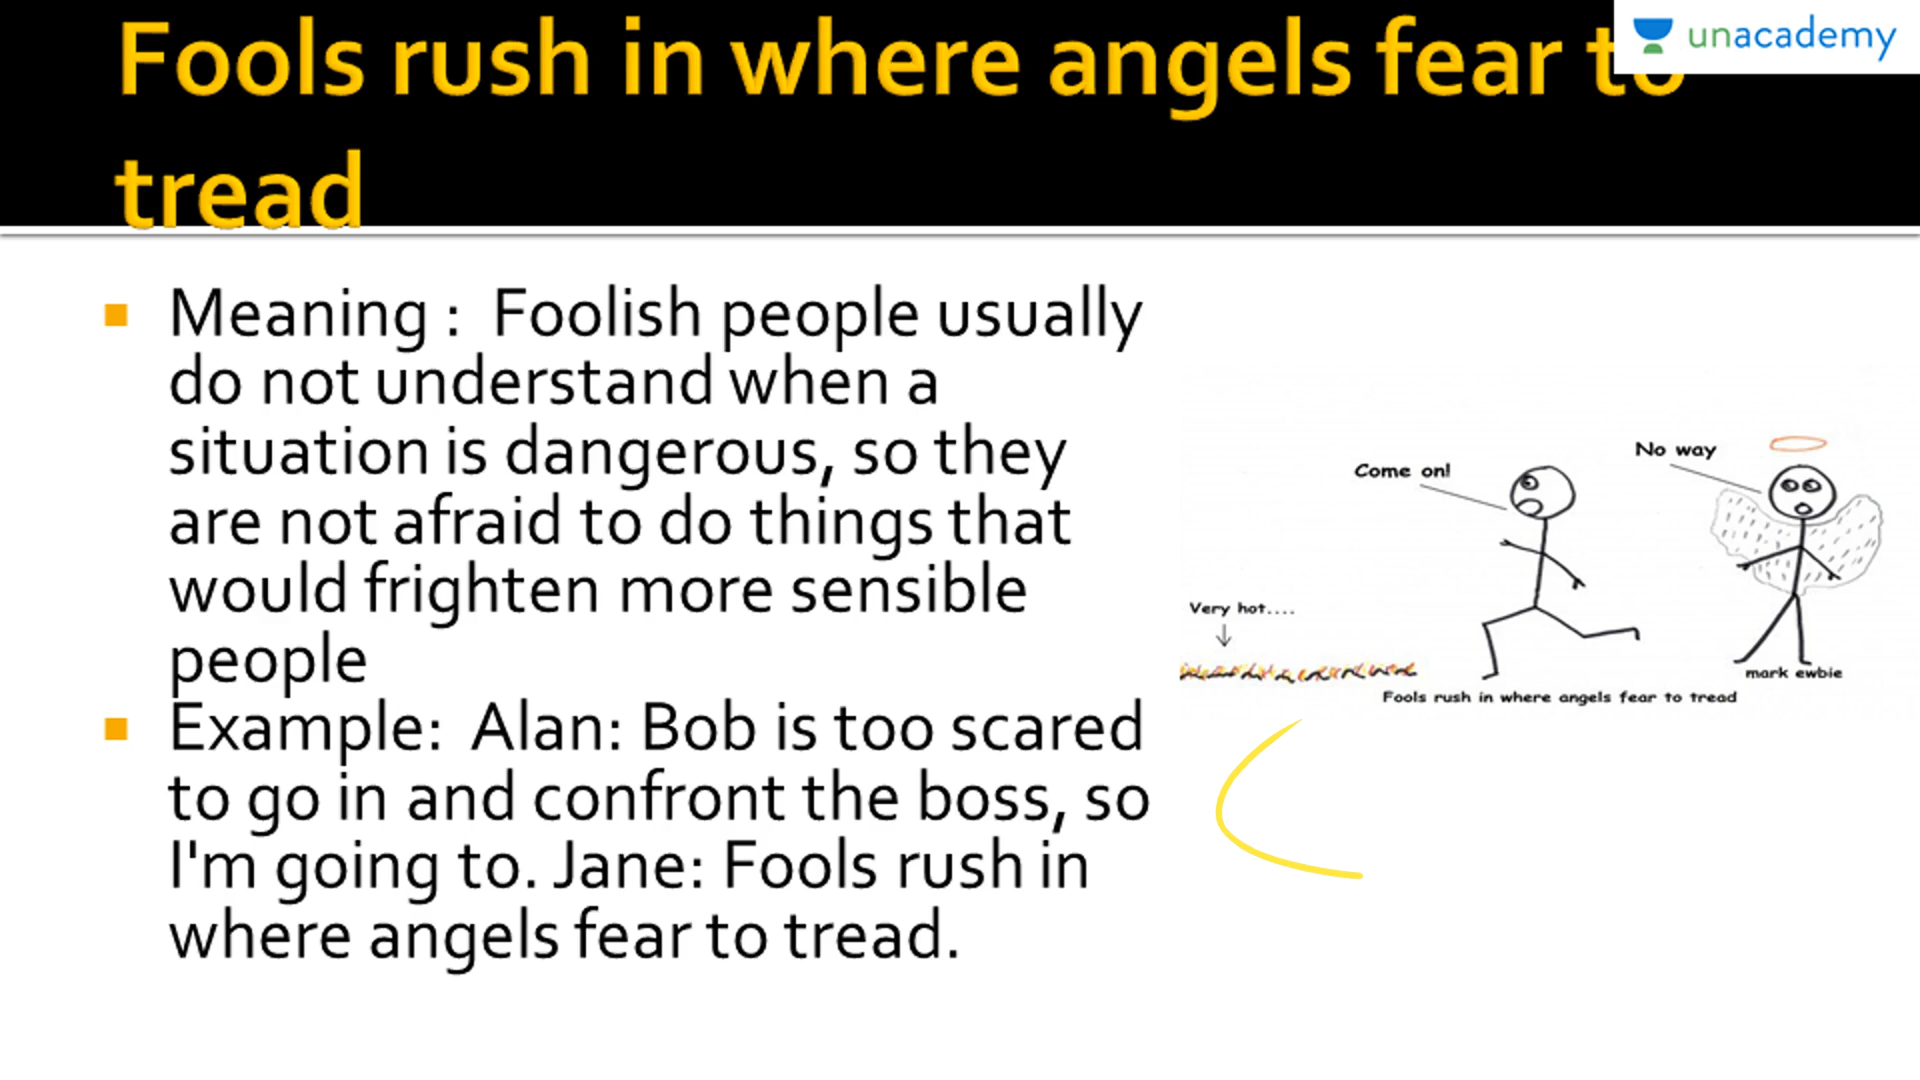 Fools rush in where angels fear to
tread
unacademy
Meaning :  Foolish people usually
do not understand when a
situation is dangerous, so they
are not afraid to do things that
would frighten more sensible
people
Example:  Alan: Bob is too scared
to go in and confront the boss, so
I'm going to. Jane: Fools rush in
where angels fear to tread.
Come on!
No way
Very hot....
mark ewbie
Fools rush in where angels fear to tread